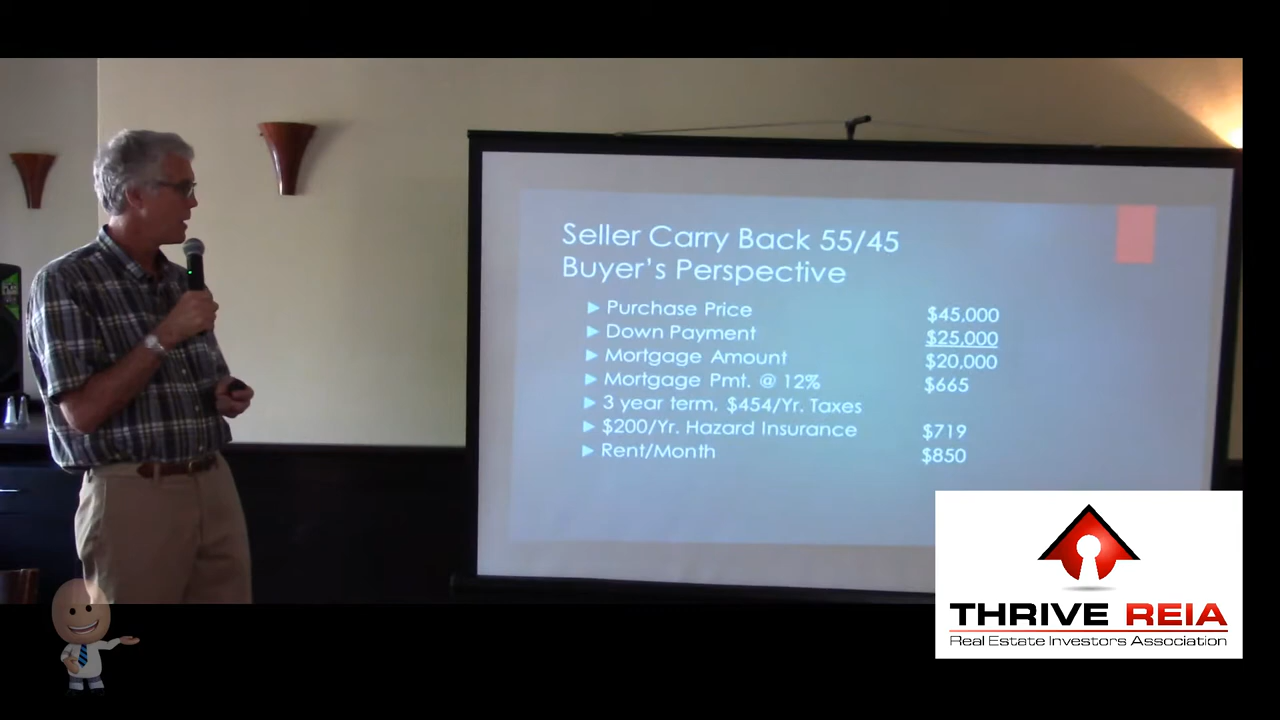 Seller Carry Back 55/45
Buyer's Perspective
Purchase Price $45,000
Down Payment $25,000
Mortgage Amount $20,000
Mortgage Pmt. @ 12% $665
3 year term, $454/Yr. Taxes
$200/Yr. Hazard Insurance $719
Rent/Month $850
THRIVE REIA
Real Estate Investors Association